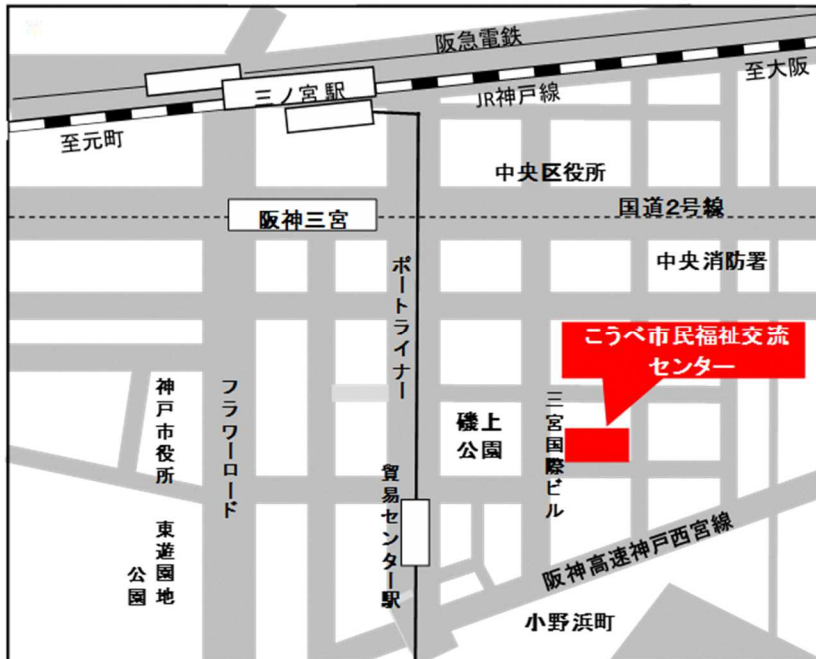 阪急電鉄
三ノ宮駅
至大阪
JR神戸線
至元町
中央区役所
国道2号線
阪神三宮
中央消防署
ポートライナー
こうべ市民福祉交流
センター
神戸市役所
フラワーロード
磯上
公園
三宮国際ビル
貿易センター駅
東遊園地
公園
阪神高速神戸西宮線
小野浜町